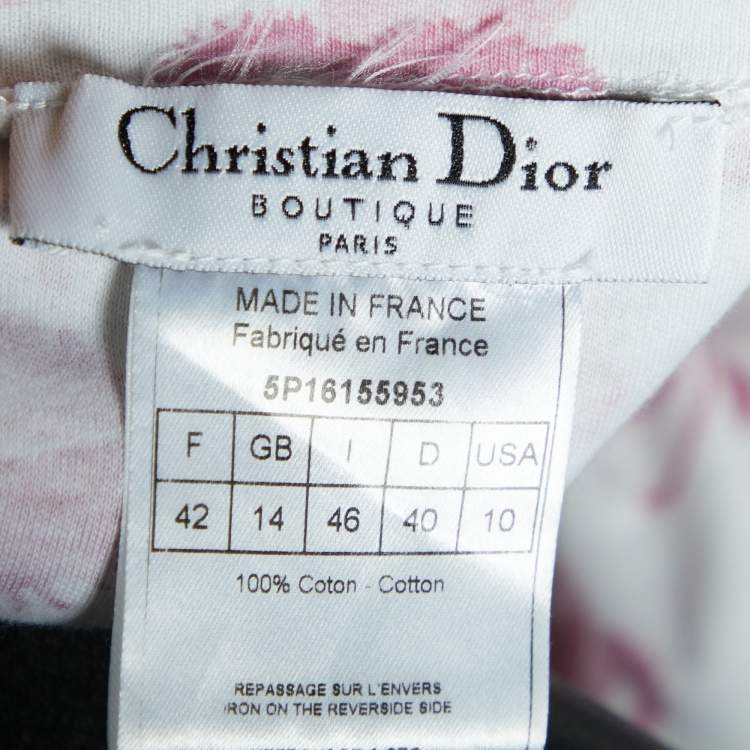 Christian Dior
BOUTIQUE
PARIS
MADE IN FRANCE
Fabriqué en France
5P16155953
F GB I D USA
42 14 46 40 10
100% Coton - Cotton
REPASSAGE SUR L'ENVERS
IRON ON THE REVERSIDE SIDE